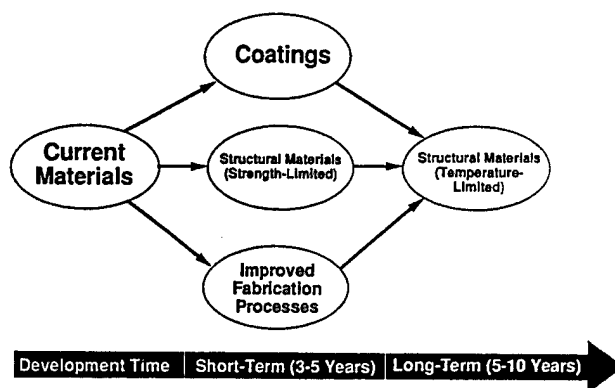 Coatings
Current
Materials
Structural Materials
(Strength-Limited)
Structural Materials
(Temperature-
Limited)
Improved
Fabrication
Processes
Development Time
Short-Term (3-5 Years)
Long-Term (5-10 Years)